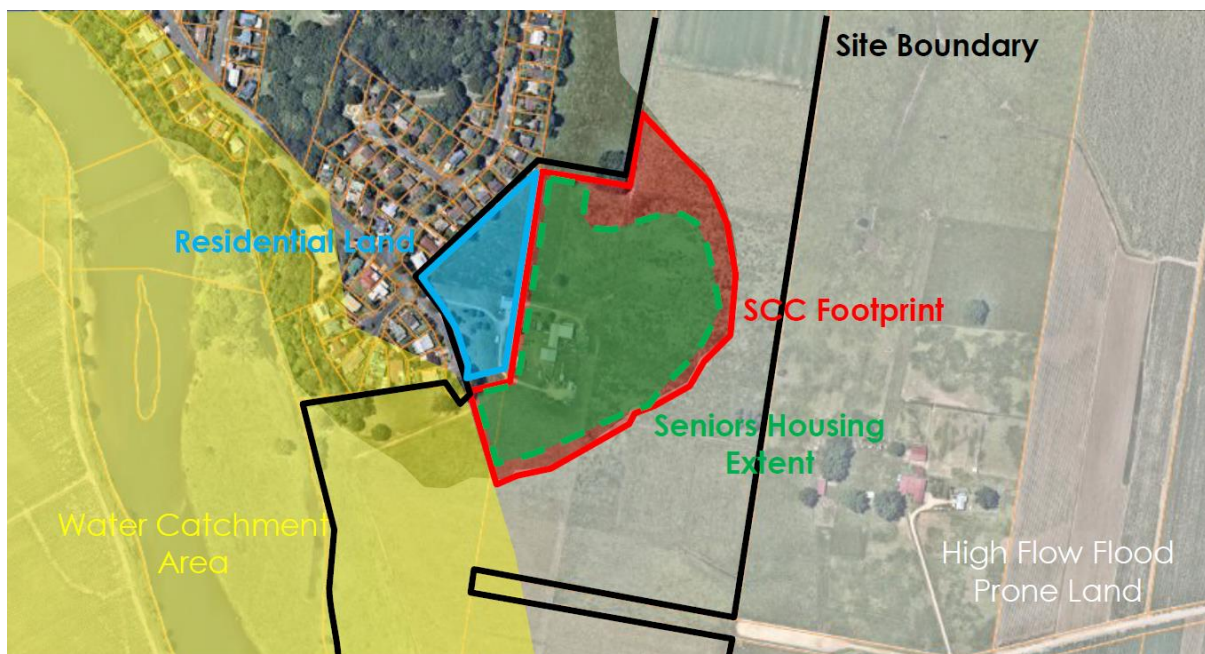 Site Boundary
Residential Land
SCC Footprint
Seniors Housing
Extent
Water Catchment
Area
High Flow Flood
Prone Land